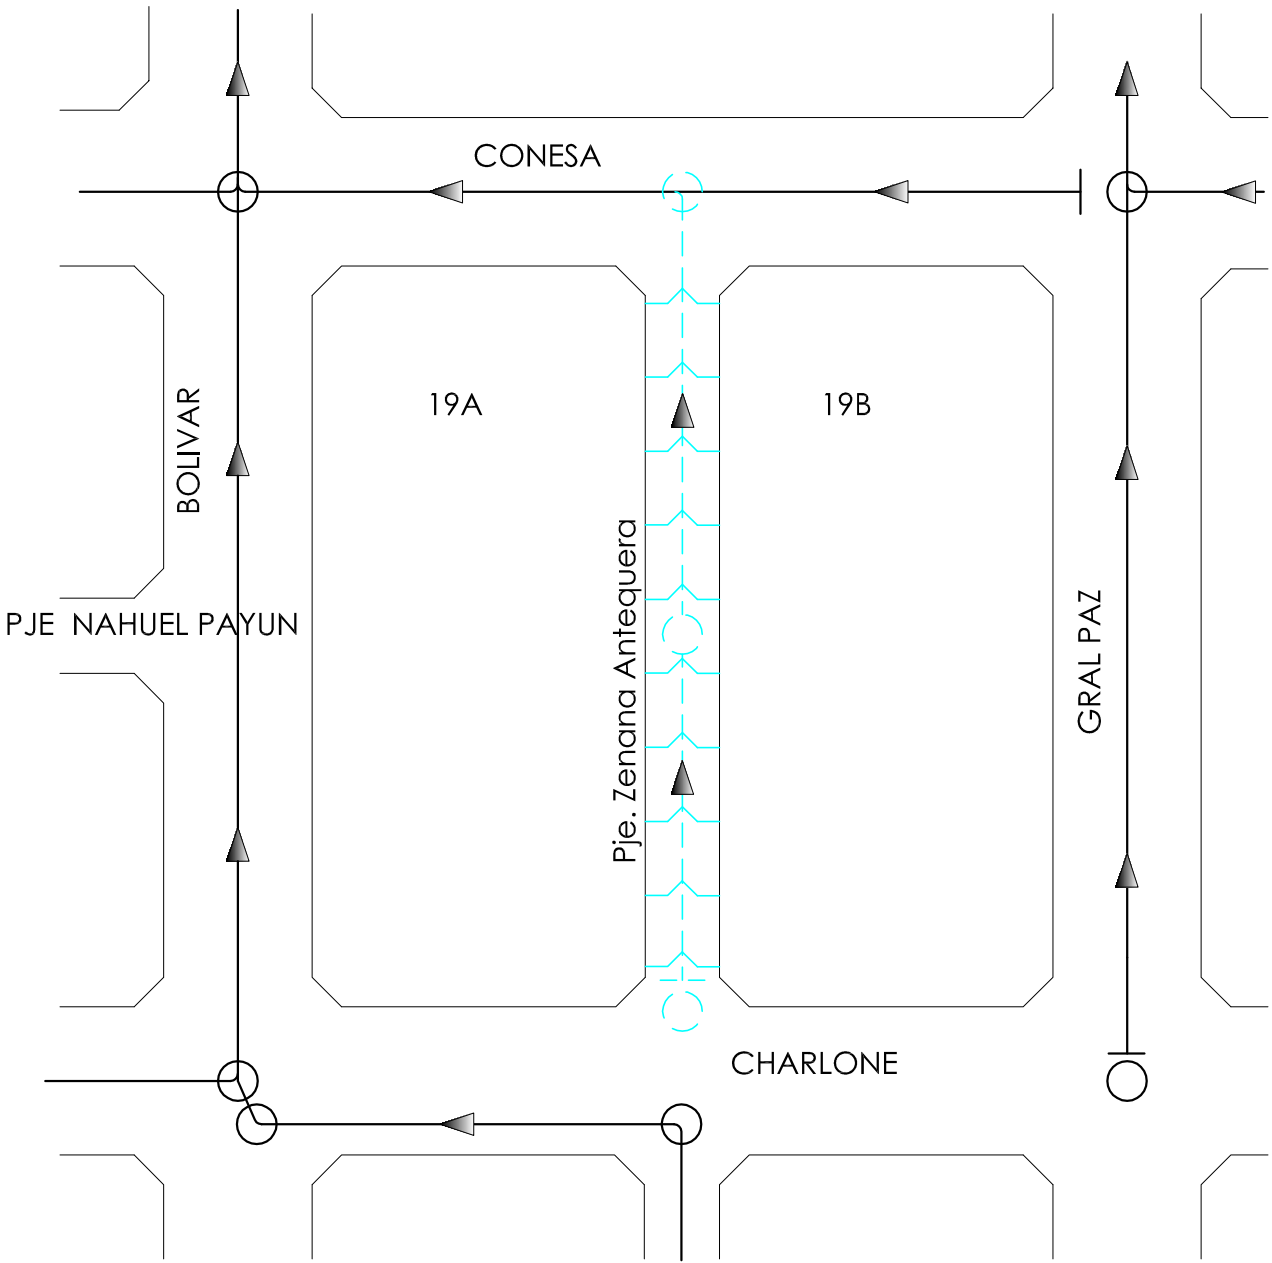 CONESA
19A
19B
BOLIVAR
PJE  NAHUEL PAYUN
Pje. Zenana Antequera
GRAL PAZ
CHARLONE